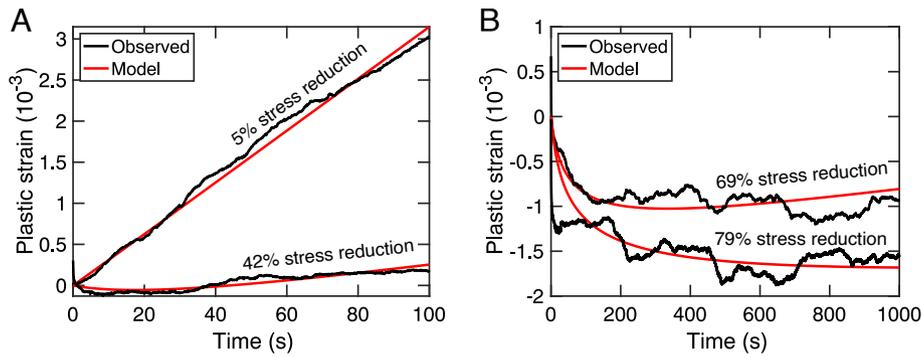 A
Plastic strain (10⁻³)
3
2.5
2
1.5
1
0.5
0
Observed
Model
5% stress reduction
42% stress reduction
0 20 40 60 80 100
Time (s)
B
Plastic strain (10⁻³)
1
0.5
0
-0.5
-1
-1.5
-2
Observed
Model
69% stress reduction
79% stress reduction
0 200 400 600 800 1000
Time (s)